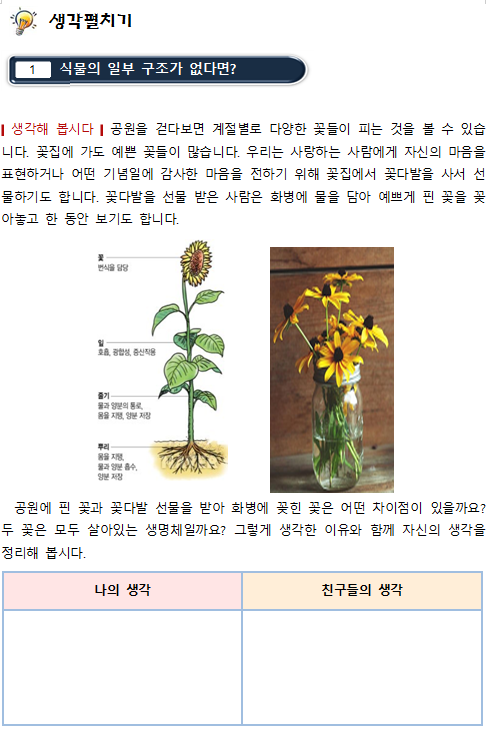 생각펼치기
1 식물의 일부 구조가 없다면?
| 생각해 봅시다 | 공원을 걷다보면 계절별로 다양한 꽃들이 피는 것을 볼 수 있습
니다. 꽃집에 가도 예쁜 꽃들이 많습니다. 우리는 사랑하는 사람에게 자신의 마음을
표현하거나 어떤 기념일에 감사한 마음을 전하기 위해 꽃집에서 꽃다발을 사서 선
물하기도 합니다. 꽃다발을 선물 받은 사람은 화병에 물을 담아 예쁘게 핀 꽃을 꽂
아놓고 한 동안 보기도 합니다.
꽃
번식을 담당
잎
호흡, 광합성, 증산작용
줄기
물과 양분의 통로,
몸을 지탱, 양분 저장
뿌리
몸을 지탱,
물과 양분 흡수,
양분 저장
공원에 핀 꽃과 꽃다발 선물을 받아 화병에 꽂힌 꽃은 어떤 차이점이 있을까요?
두 꽃은 모두 살아있는 생명체일까요? 그렇게 생각한 이유와 함께 자신의 생각을
정리해 봅시다.
나의 생각
친구들의 생각